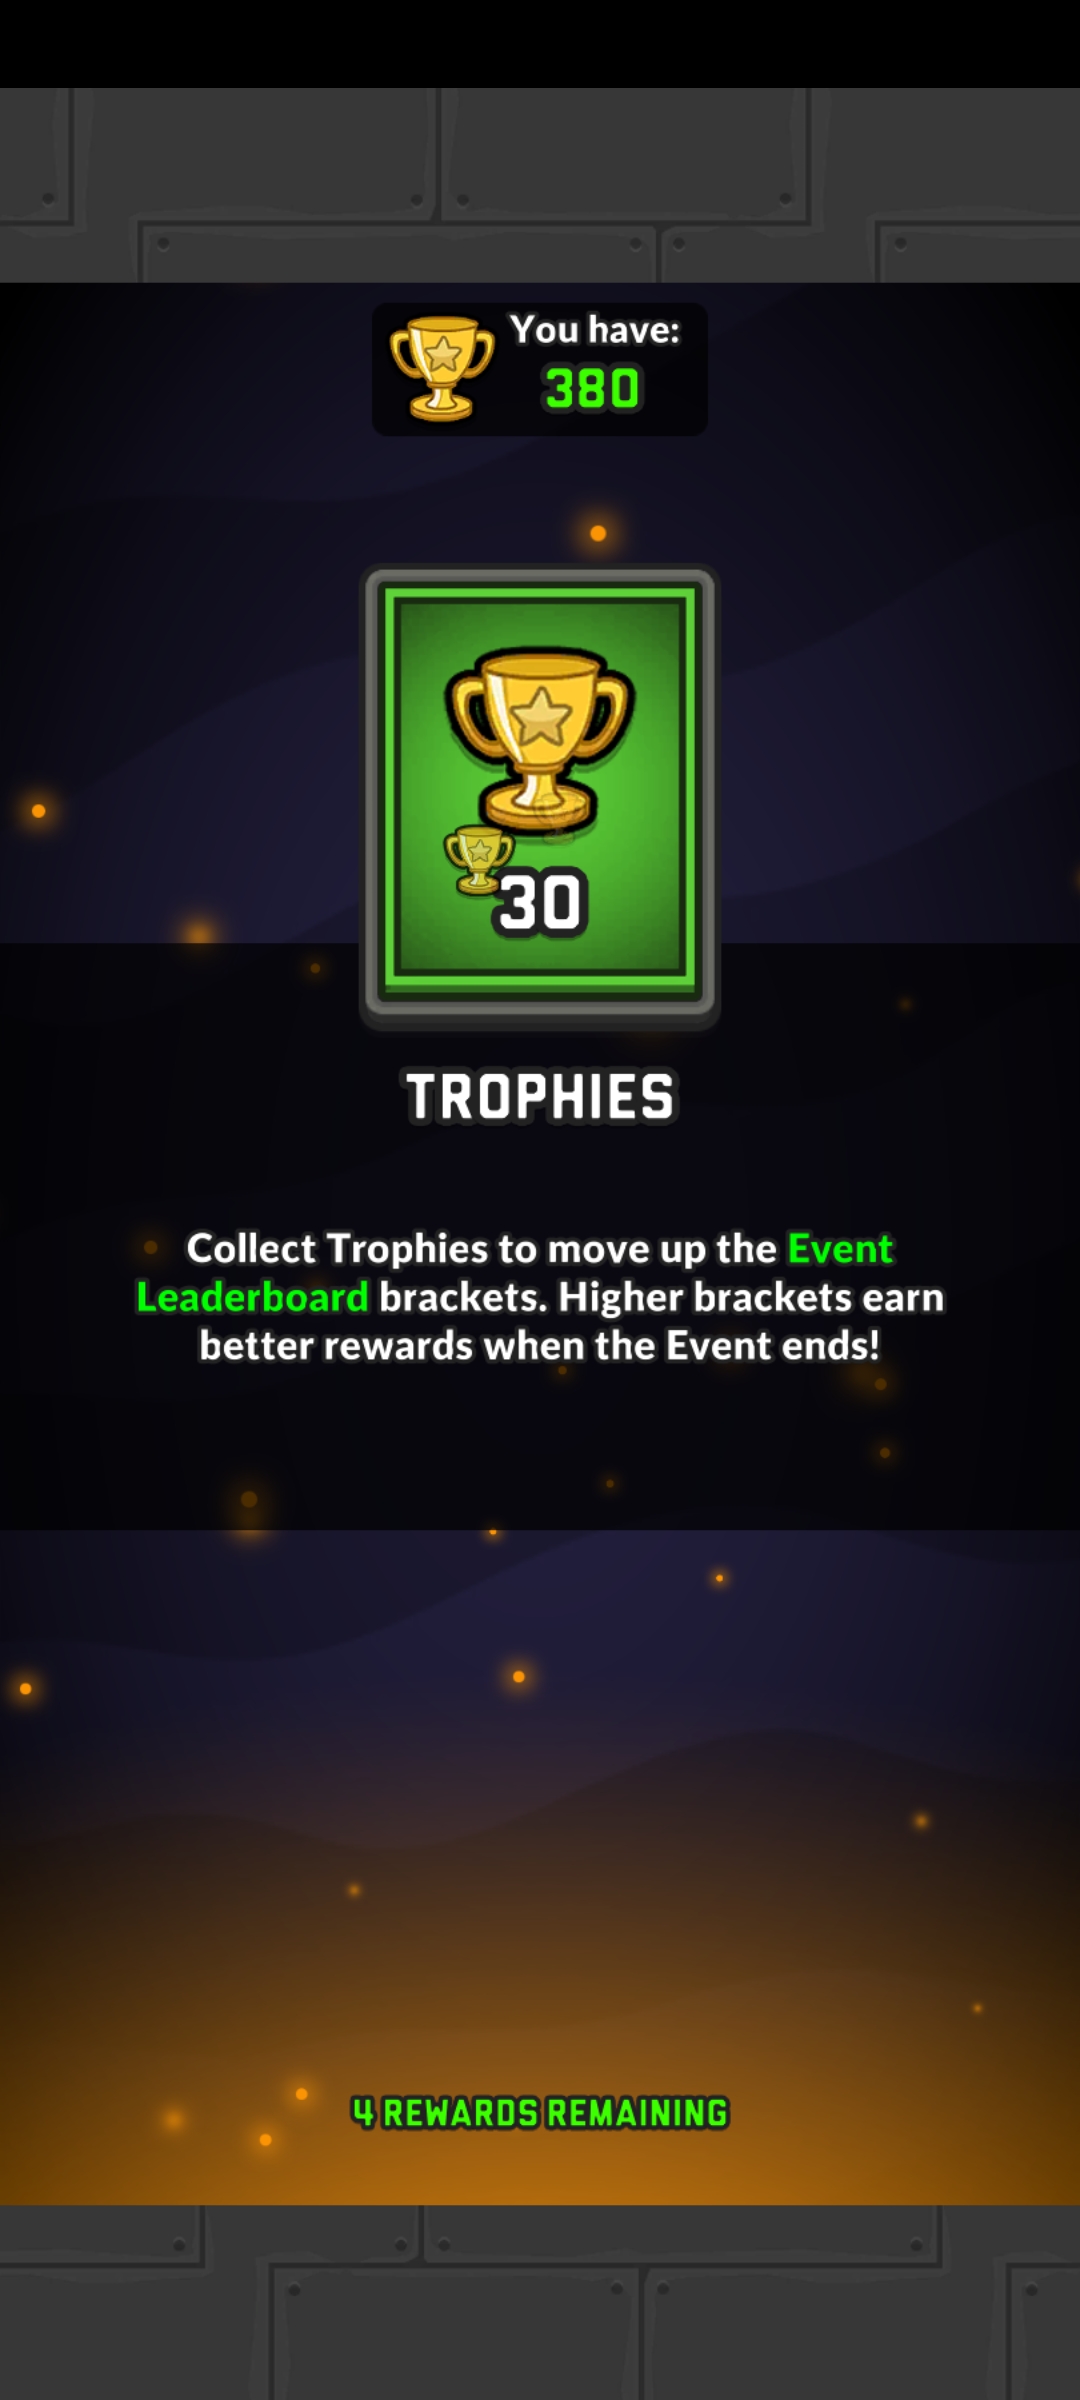 You have:
380
30
TROPHIES
Collect Trophies to move up the Event
Leaderboard brackets. Higher brackets earn
better rewards when the Event ends!
4 REWARDS REMAINING